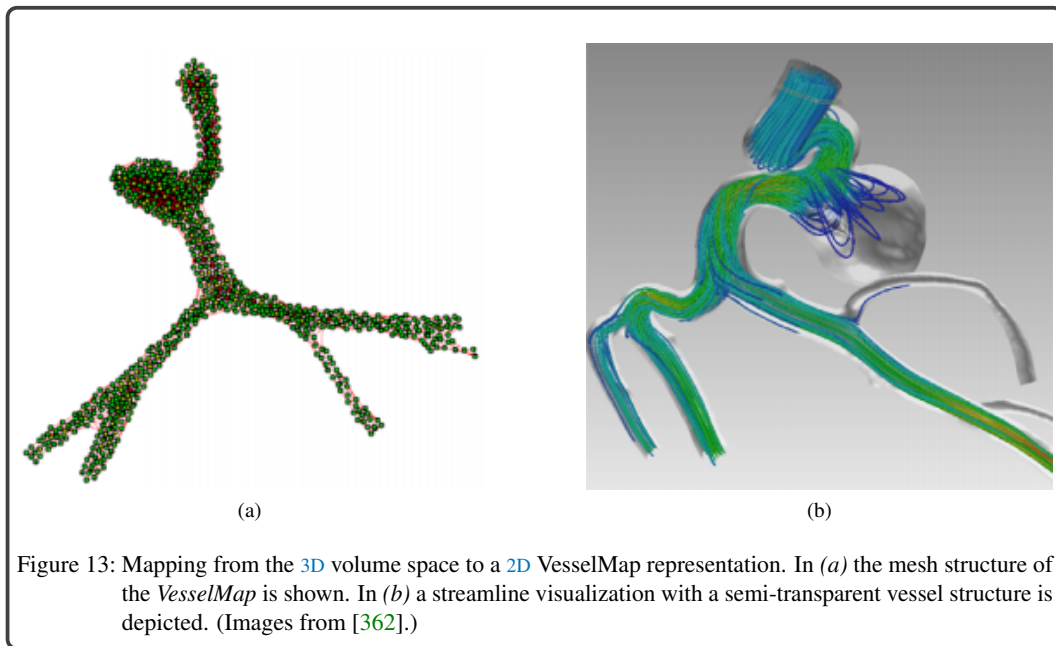 (a)
(b)
Figure 13: Mapping from the 3D volume space to a 2D VesselMap representation. In (a) the mesh structure of
the VesselMap is shown. In (b) a streamline visualization with a semi-transparent vessel structure is
depicted. (Images from [362].)